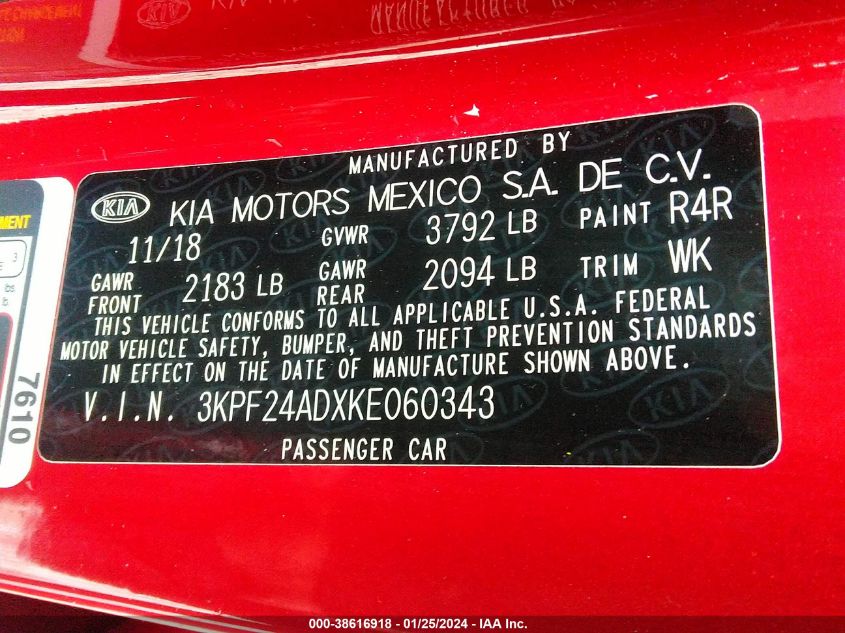 MANUFACTURED BY
KIA KIA MOTORS MEXICO S.A. DE C.V.
11/18 GVWR 3792 LB PAINT R4R
GAWR FRONT 2183 LB GAWR REAR 2094 LB TRIM WK
THIS VEHICLE CONFORMS TO ALL APPLICABLE U.S.A. FEDERAL
MOTOR VEHICLE SAFETY, BUMPER, AND THEFT PREVENTION STANDARDS
IN EFFECT ON THE DATE OF MANUFACTURE SHOWN ABOVE.
V.I.N. 3KPF24ADXKE060343
PASSENGER CAR
7610
000-38616918 - 01/25/2024 - IAA Inc.